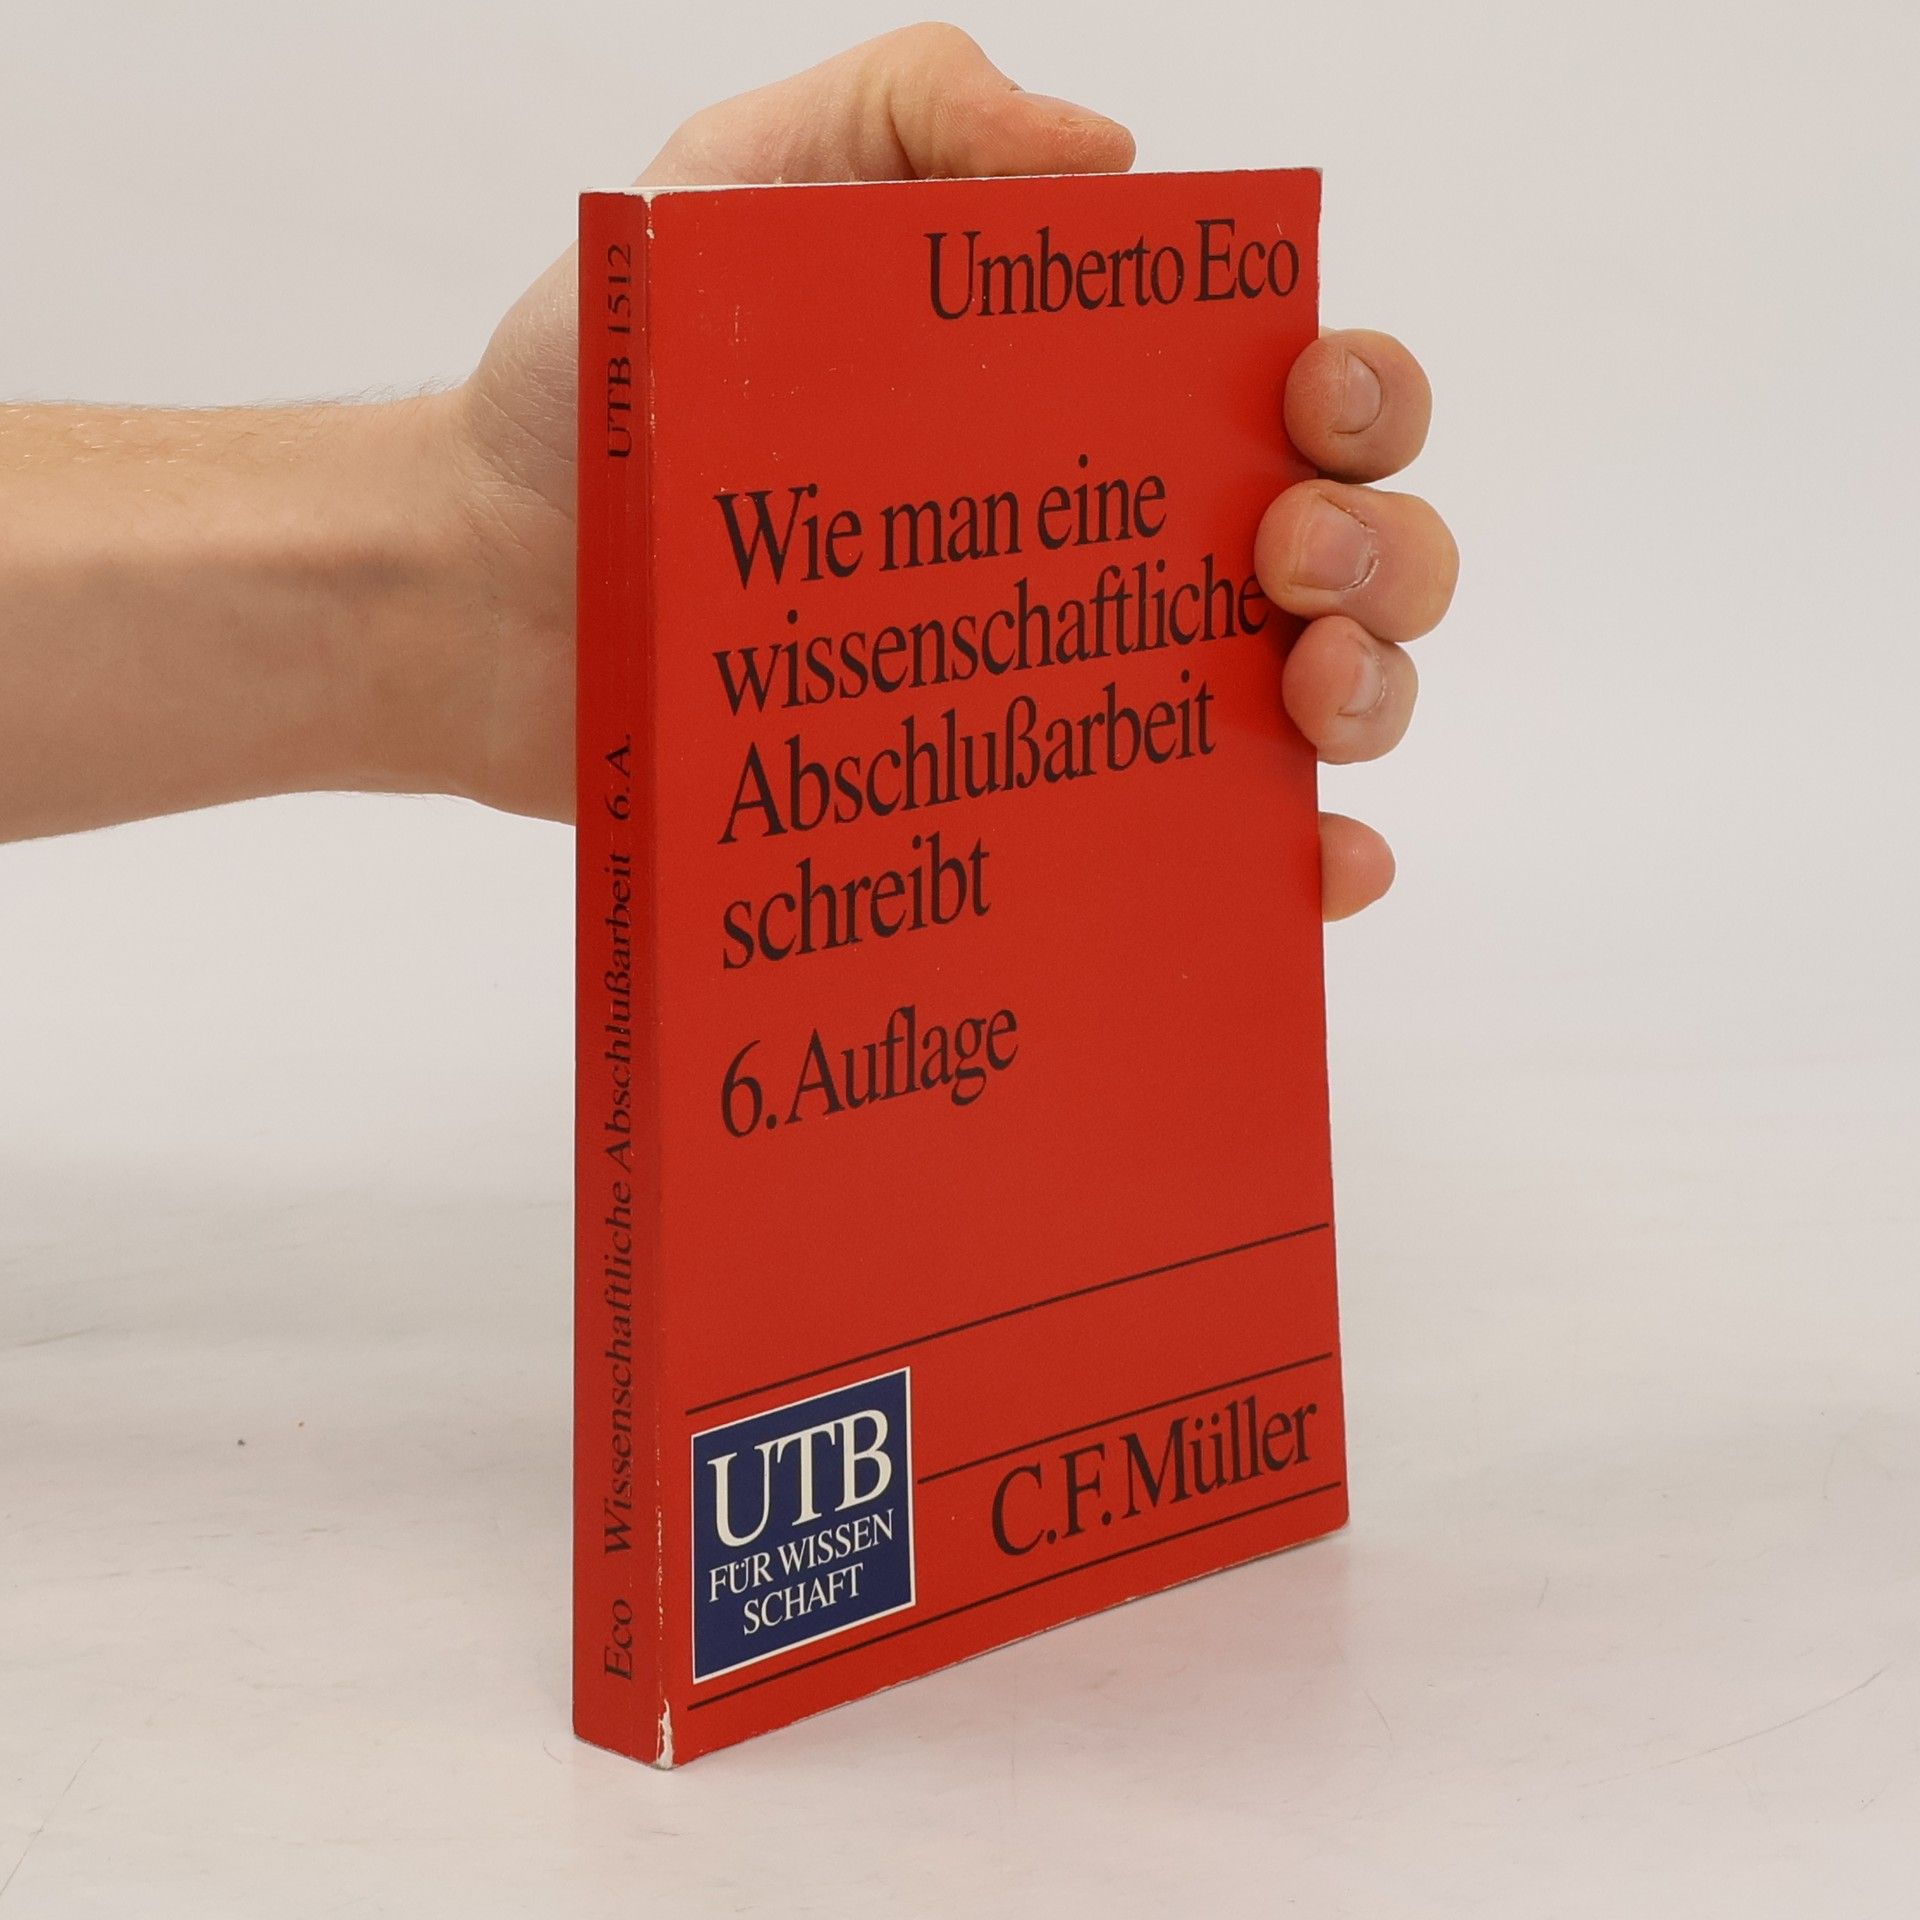 Umberto Eco
Wie man eine
wissenschaftliche
Abschlußarbeit
schreibt
6. Auflage
UTB
FÜR WISSEN
SCHAFT
C.F. Müller
Eco Wissenschaftliche Abschlußarbeit 6. A. UTB 1512